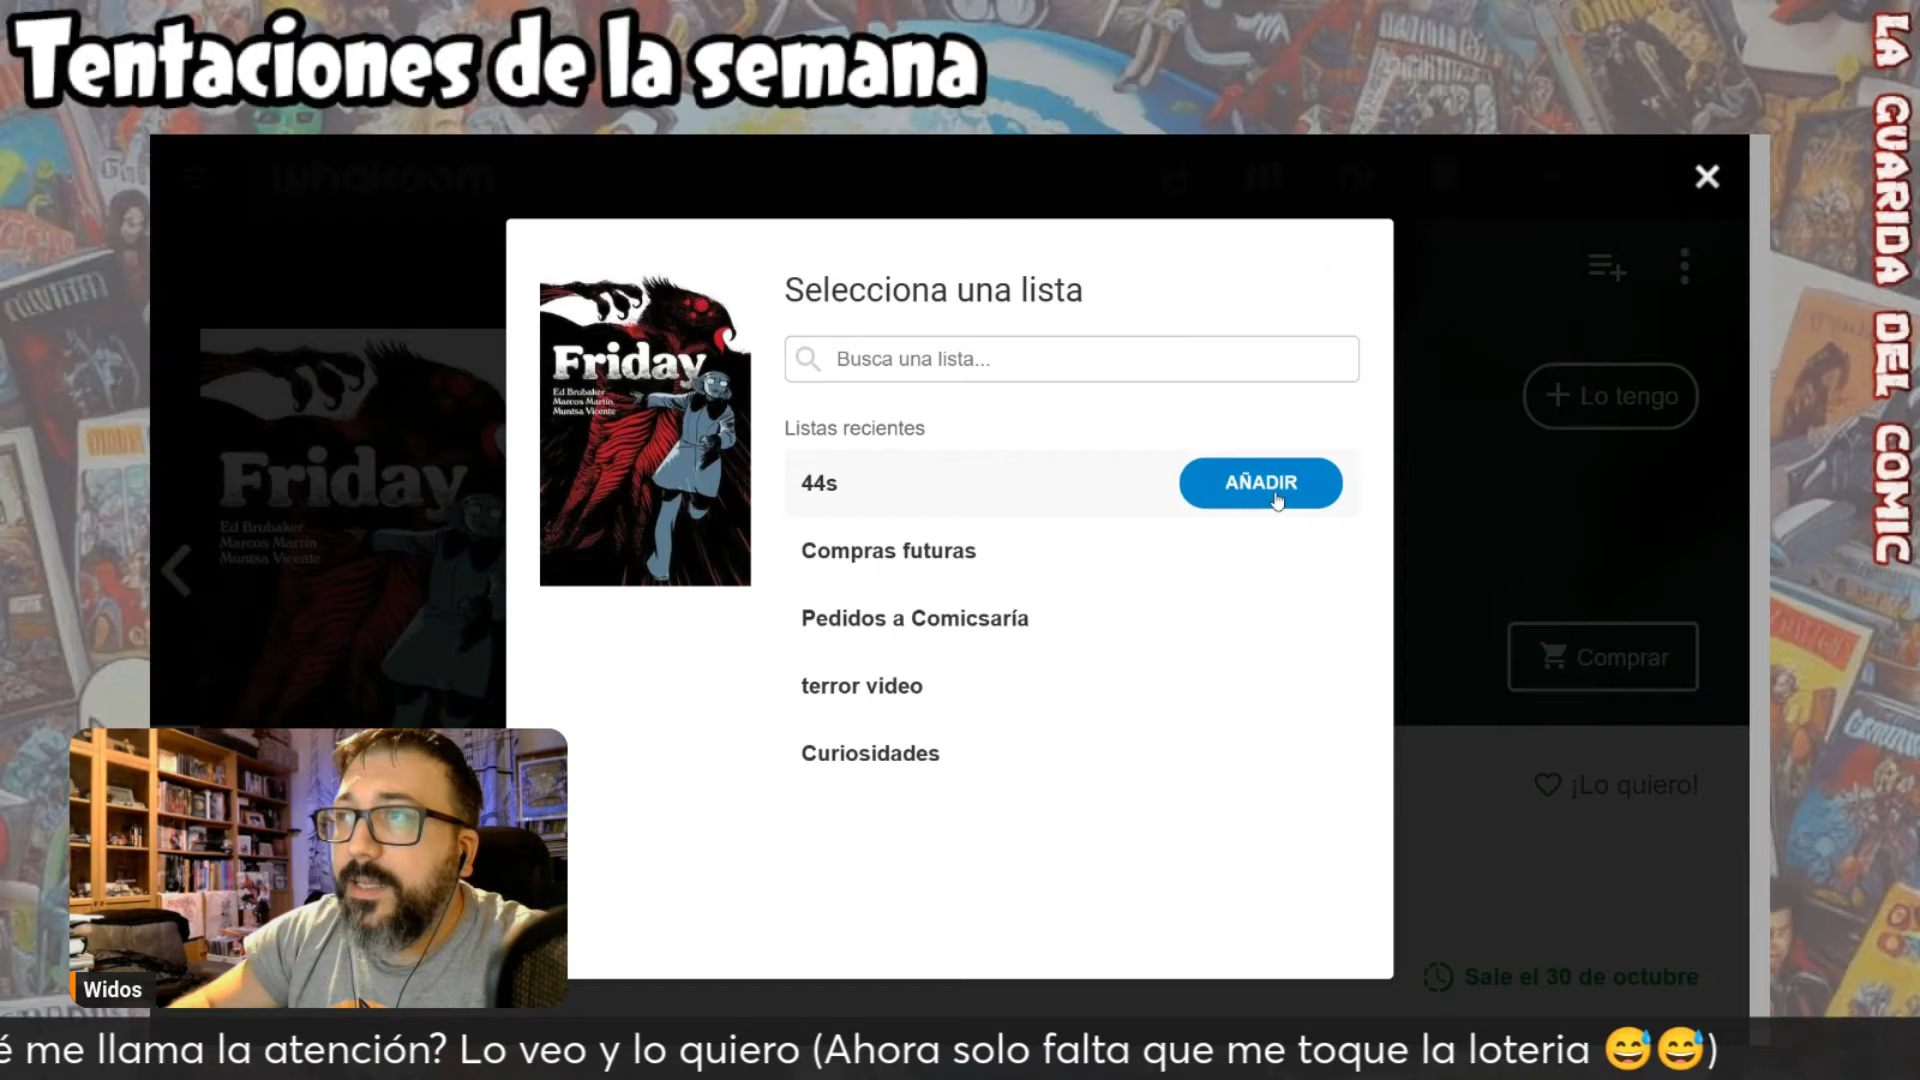 Tentaciones de la semana
LA GUARIDA DEL COMIC
whakoom
Selecciona una lista
Busca una lista...
Listas recientes
44s
AÑADIR
Compras futuras
Pedidos a Comicsaría
terror video
Curiosidades
Friday
Ed Brubaker
Marcos Martín
Muntsa Vicente
Friday
Ed Brubaker
Marcos Martín
Muntsa Vicente
Lo tengo
Comprar
¡Lo quiero!
Sale el 30 de octubre
Widos
é me llama la atención? Lo veo y lo quiero (Ahora solo falta que me toque la loteria 😅😅)